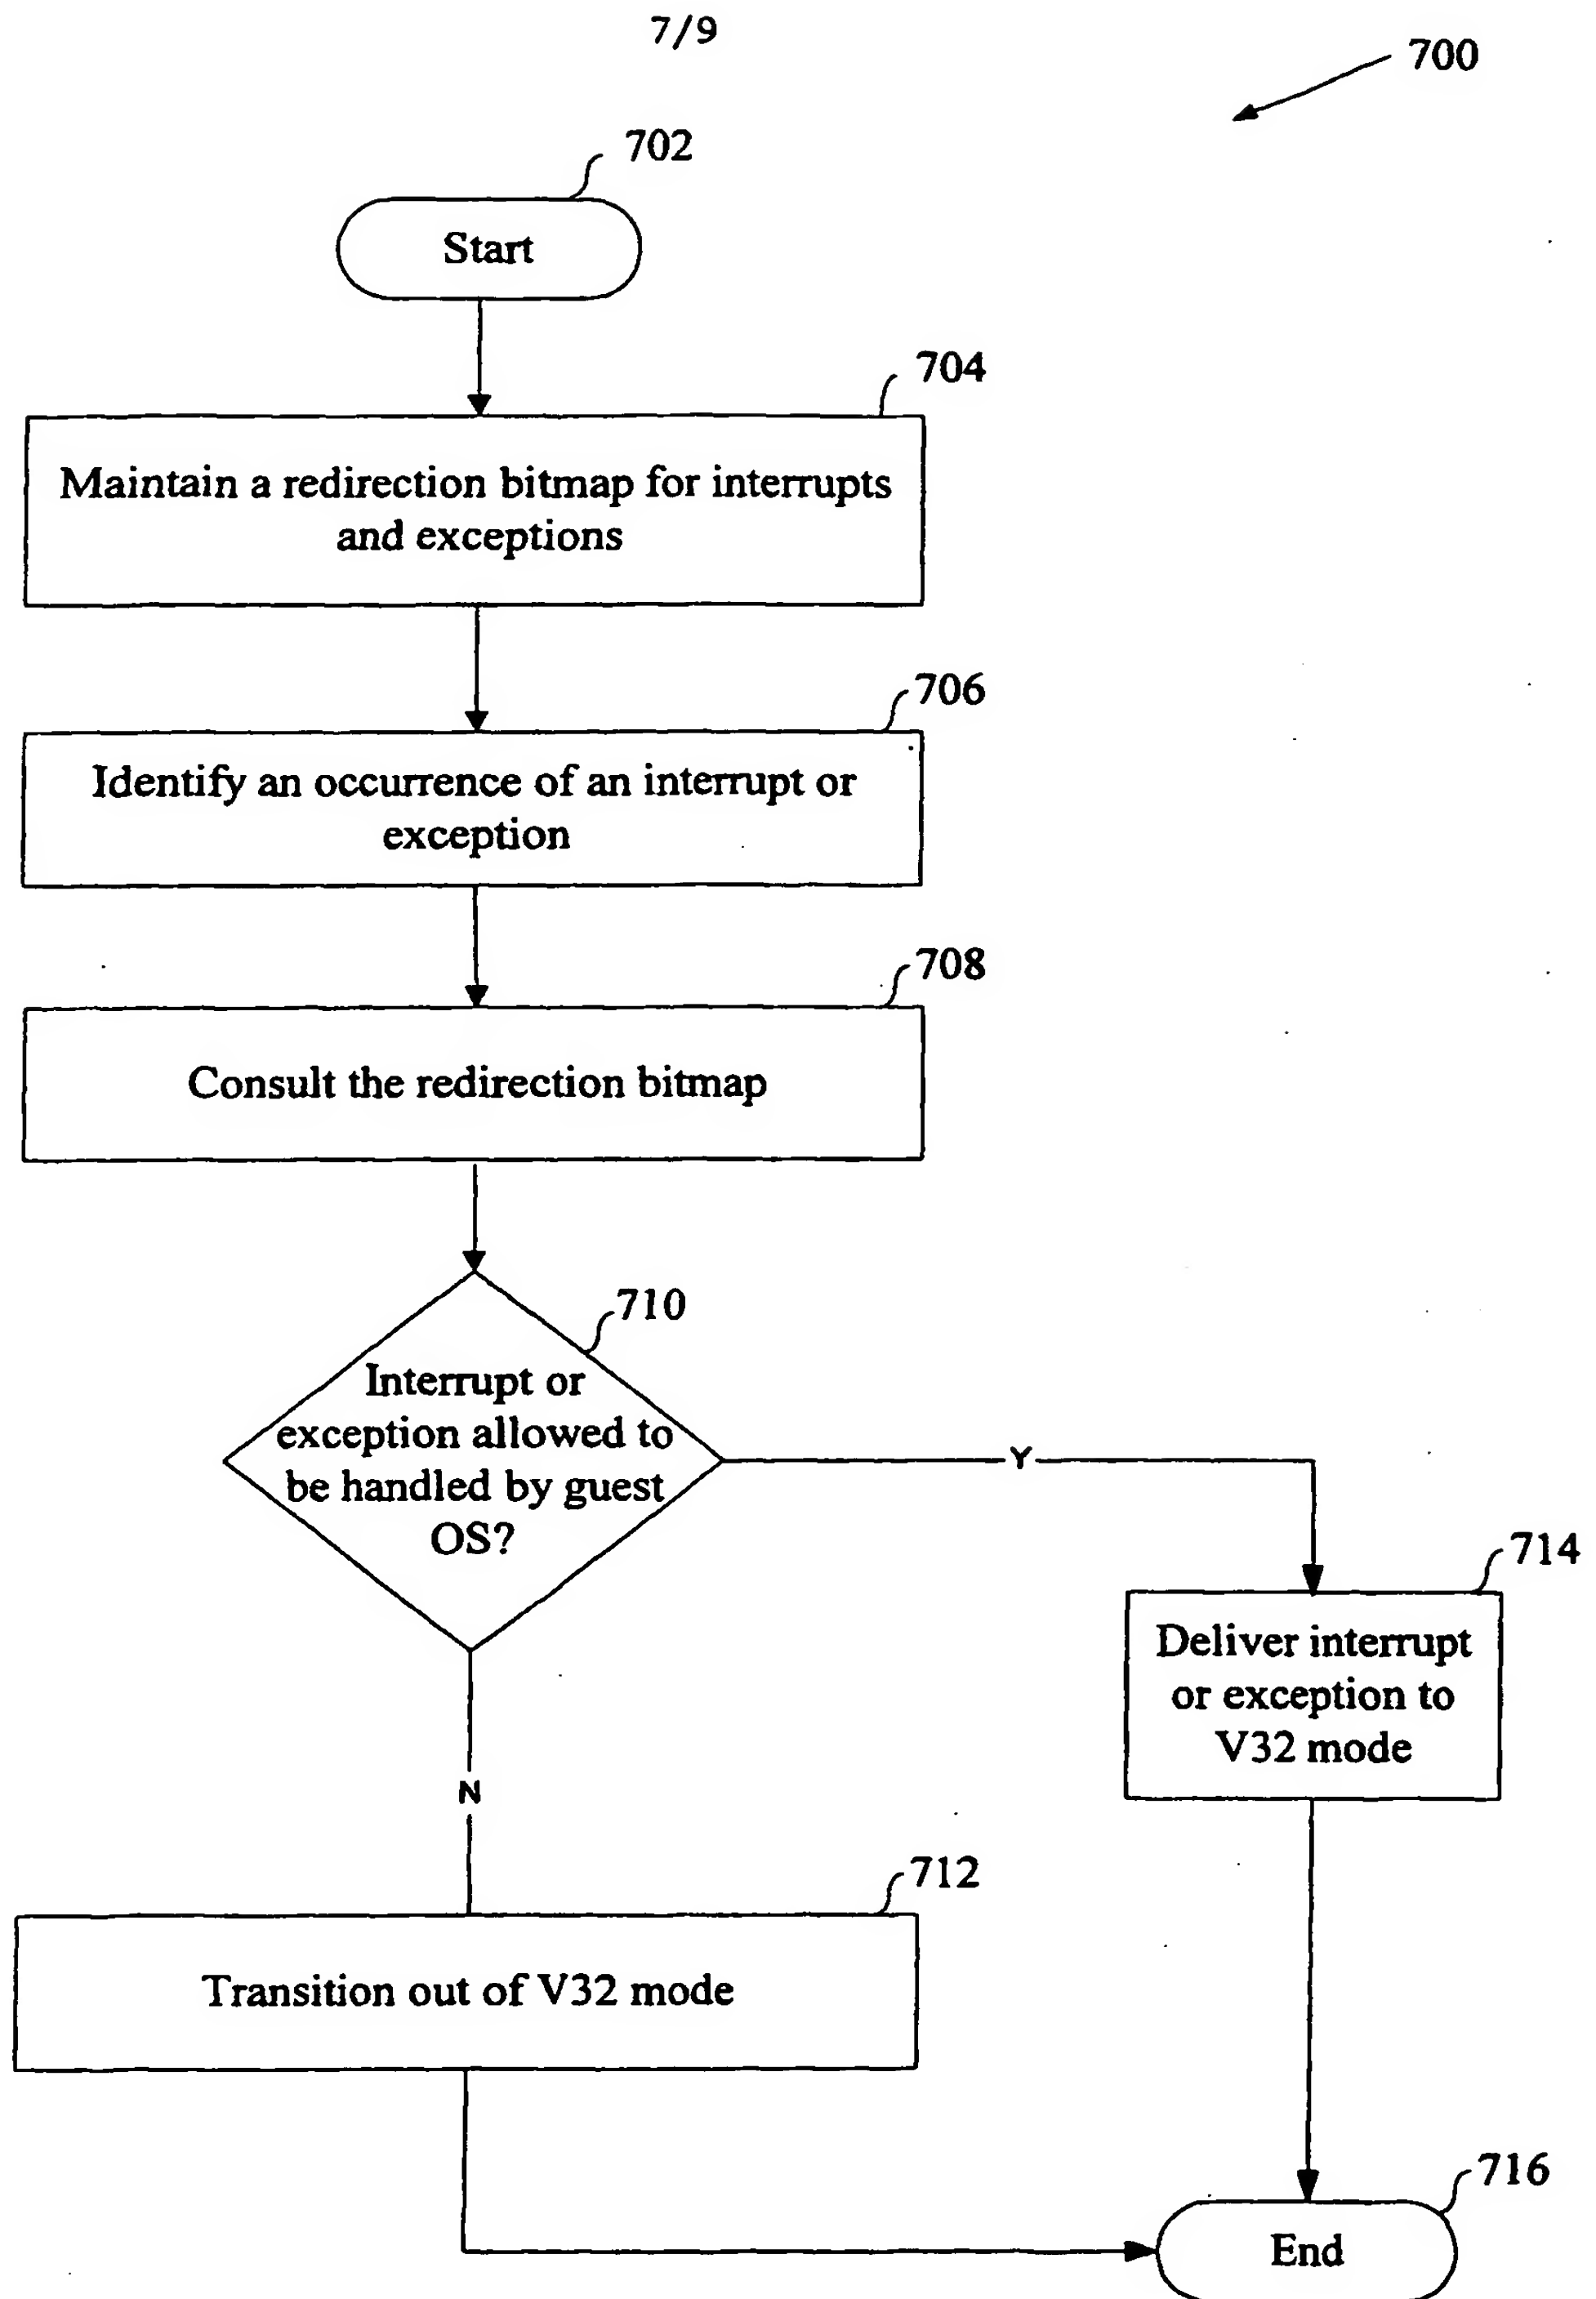 7/9
700
702
Start
704
Maintain a redirection bitmap for interrupts
and exceptions
706
Identify an occurrence of an interrupt or
exception
708
Consult the redirection bitmap
710
Interrupt or
exception allowed to
be handled by guest
OS?
Y
714
Deliver interrupt
or exception to
V32 mode
N
712
Transition out of V32 mode
716
End